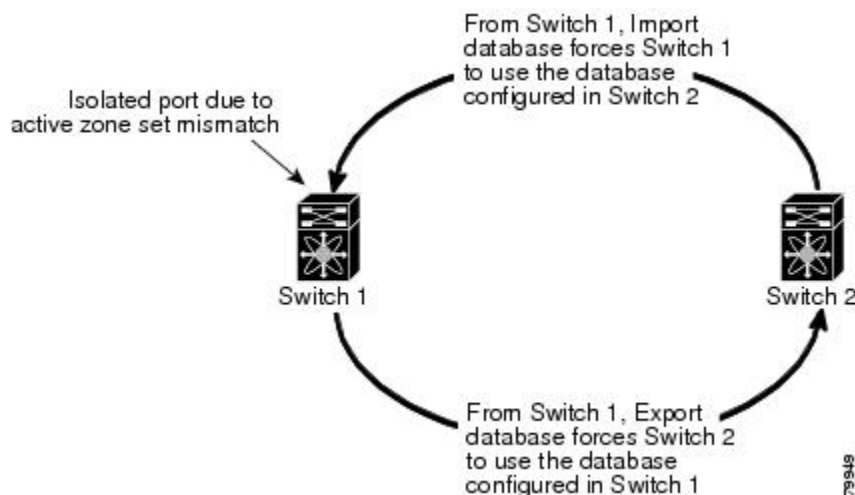 From Switch 1, Import
database forces Switch 1
to use the database
configured in Switch 2
Isolated port due to
active zone set mismatch
Switch 1
Switch 2
From Switch 1, Export
database forces Switch 2
to use the database
configured in Switch 1
79949